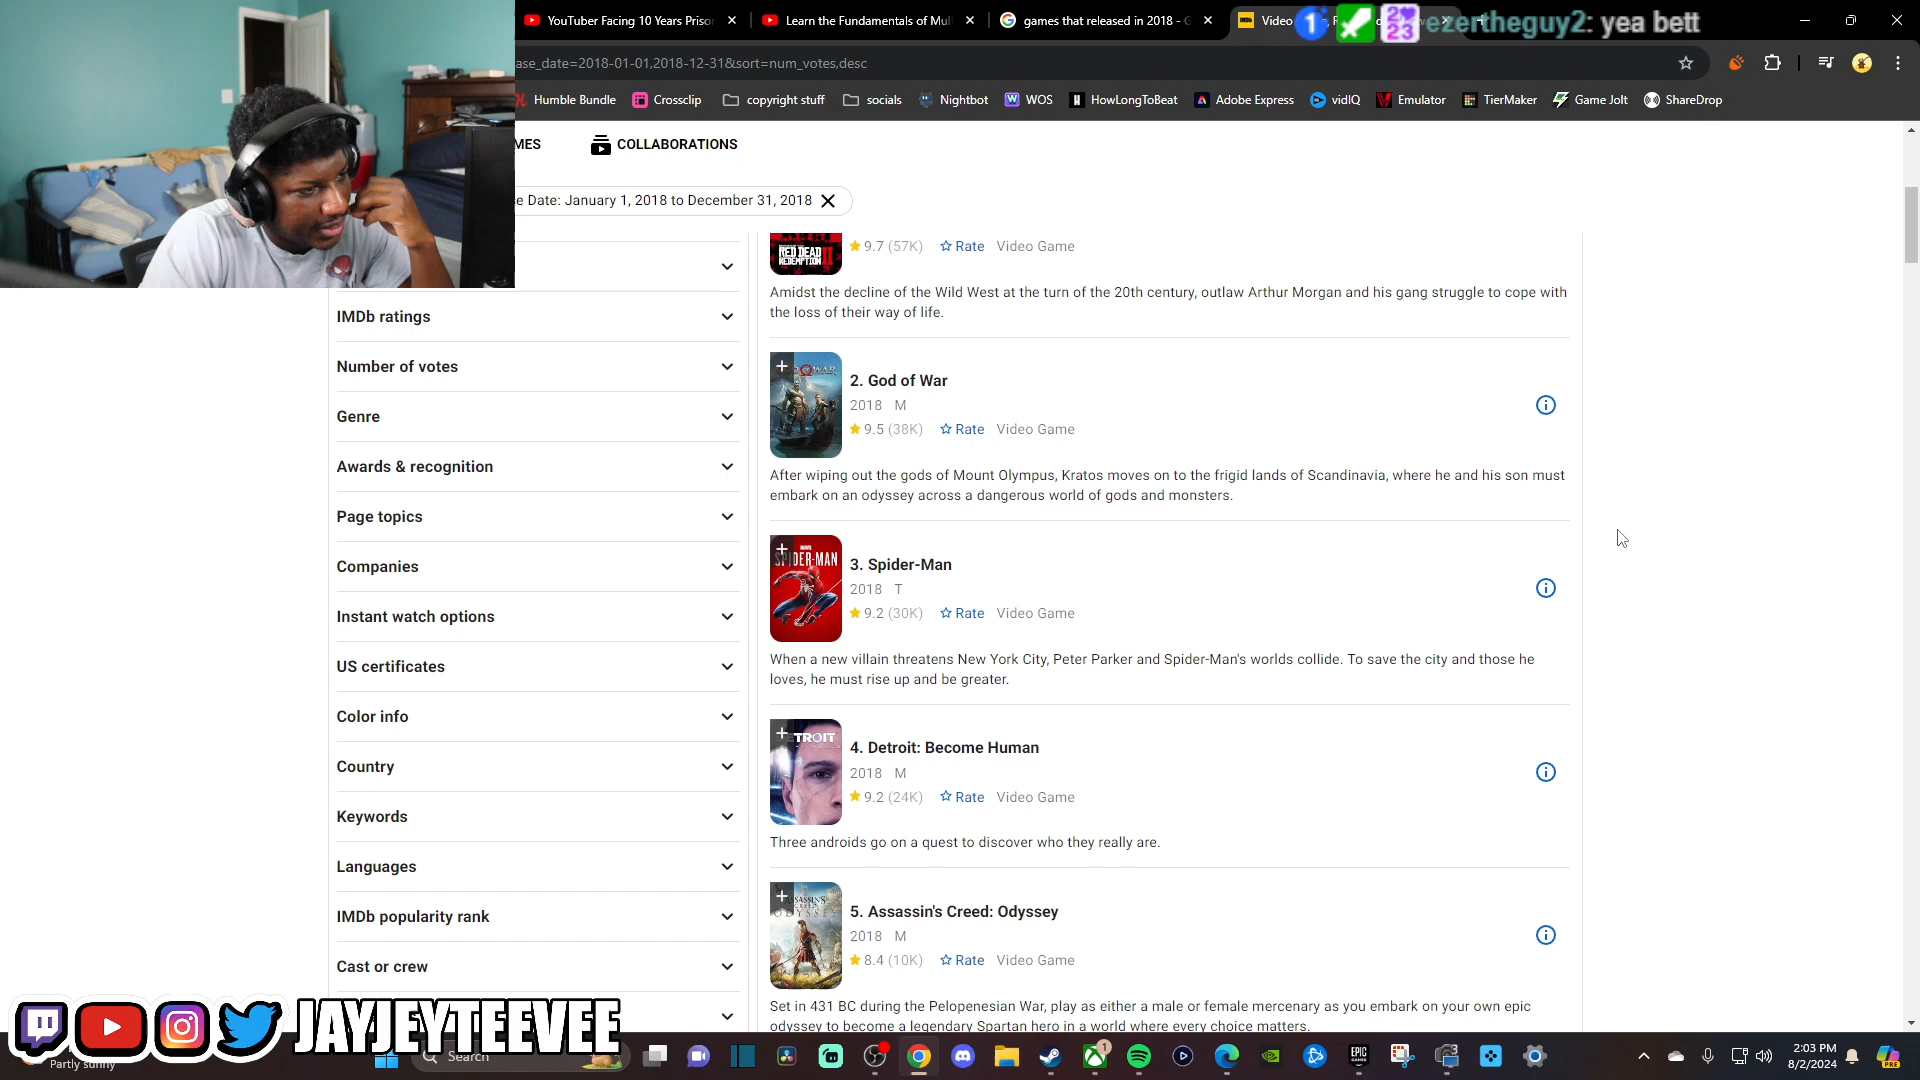 YouTuber Facing 10 Years Priso
Learn the Fundamentals of Mul
games that released in 2018 - G
Video
ezertheguy2: yea bett
ase_date=2018-01-01,2018-12-31&sort=num_votes,desc
Humble Bundle
Crossclip
copyright stuff
socials
Nightbot
WOS
HowLongToBeat
Adobe Express
vidIQ
Emulator
TierMaker
Game Jolt
ShareDrop
MES
COLLABORATIONS
e Date: January 1, 2018 to December 31, 2018
IMDb ratings
Number of votes
Genre
Awards & recognition
Page topics
Companies
Instant watch options
US certificates
Color info
Country
Keywords
Languages
IMDb popularity rank
Cast or crew
RED DEAD
REDEMPTION II
9.7 (57K) Rate Video Game
Amidst the decline of the Wild West at the turn of the 20th century, outlaw Arthur Morgan and his gang struggle to cope with
the loss of their way of life.
2. God of War
2018 M
9.5 (38K) Rate Video Game
After wiping out the gods of Mount Olympus, Kratos moves on to the frigid lands of Scandinavia, where he and his son must
embark on an odyssey across a dangerous world of gods and monsters.
SPIDER-MAN
3. Spider-Man
2018 T
9.2 (30K) Rate Video Game
When a new villain threatens New York City, Peter Parker and Spider-Man's worlds collide. To save the city and those he
loves, he must rise up and be greater.
TROIT
4. Detroit: Become Human
2018 M
9.2 (24K) Rate Video Game
Three androids go on a quest to discover who they really are.
5. Assassin's Creed: Odyssey
2018 M
8.4 (10K) Rate Video Game
Set in 431 BC during the Pelopenesian War, play as either a male or female mercenary as you embark on your own epic
odyssey to become a legendary Spartan hero in a world where every choice matters.
JAYJEYTEEVEE
Partly sunny
Search
2:03 PM
8/2/2024